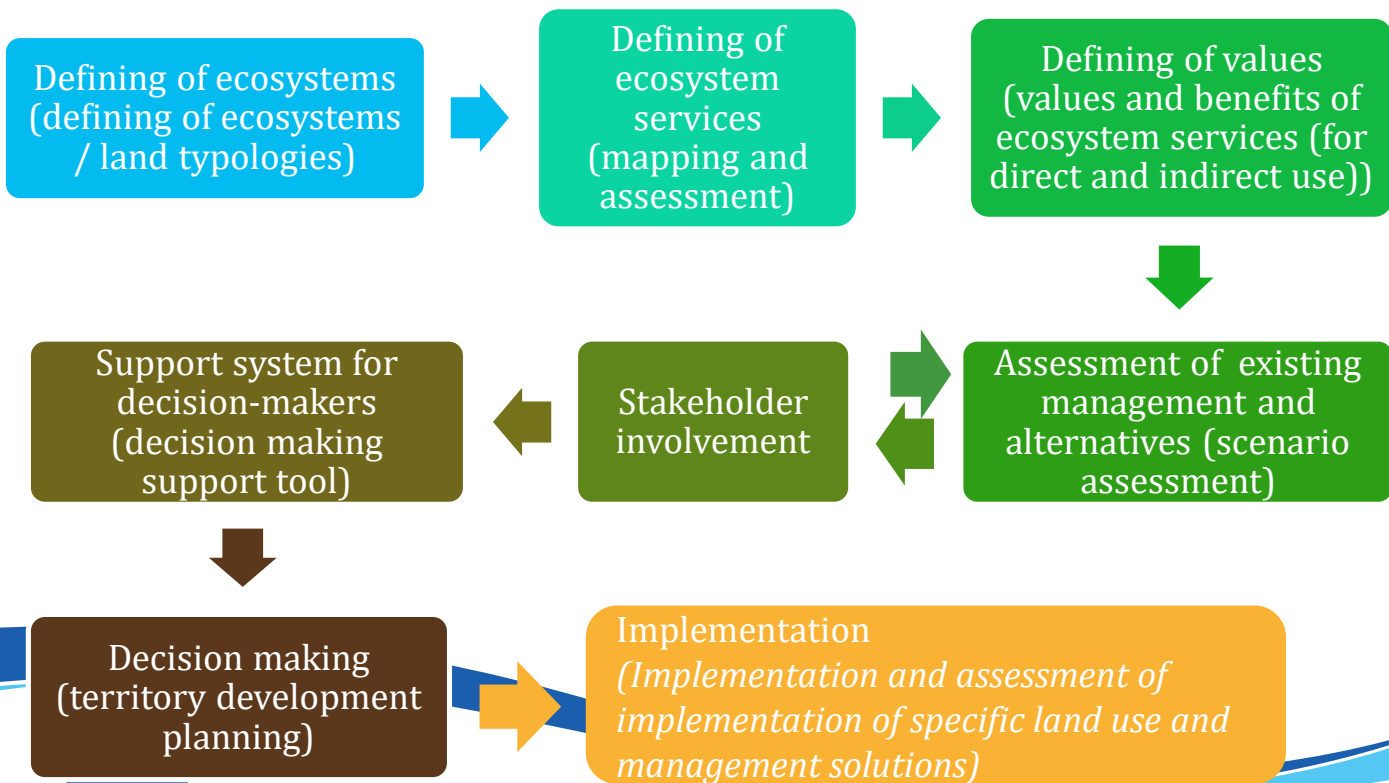 Defining of ecosystems
(defining of ecosystems
/ land typologies)
Defining of
ecosystem
services
(mapping and
assessment)
Defining of values
(values and benefits of
ecosystem services (for
direct and indirect use))
Assessment of existing
management and
alternatives (scenario
assessment)
Stakeholder
involvement
Support system for
decision-makers
(decision making
support tool)
Decision making
(territory development
planning)
Implementation
(Implementation and assessment of
implementation of specific land use and
management solutions)